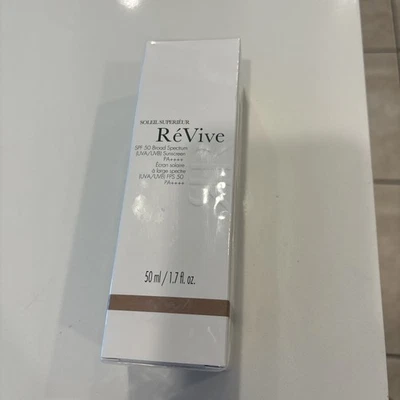 SOLEIL SUPÉRIEUR
RéVive
SPF 50 Broad Spectrum
(UVA/UVB) Sunscreen
PA++++
Écran solaire
à large spectre
(UVA/UVB) FPS 50
PA++++
50 ml / 1.7 fl. oz.